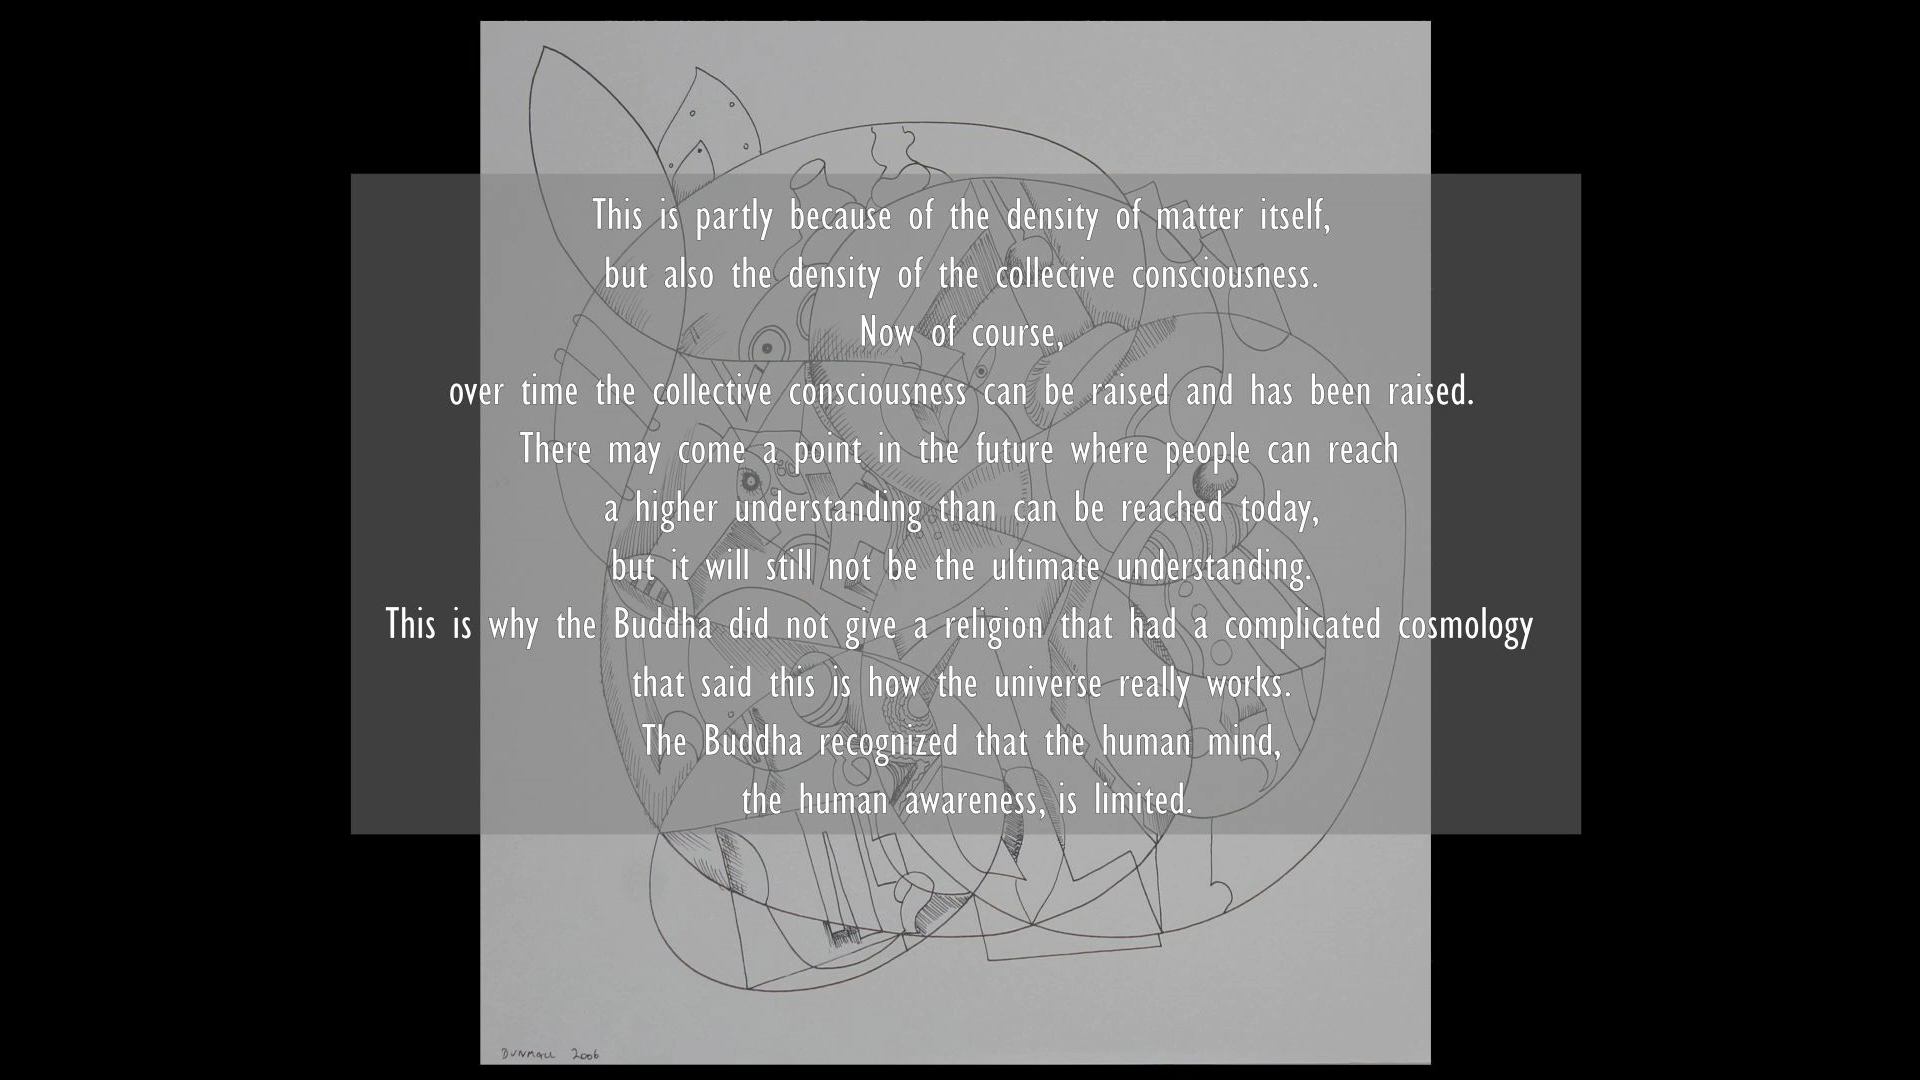 This is partly because of the density of matter itself,
but also the density of the collective consciousness.
Now of course,
over time the collective consciousness can be raised and has been raised.
There may come a point in the future where people can reach
a higher understanding than can be reached today,
but it will still not be the ultimate understanding.
This is why the Buddha did not give a religion that had a complicated cosmology
that said this is how the universe really works.
The Buddha recognized that the human mind,
the human awareness, is limited.
DUNMALL 2006